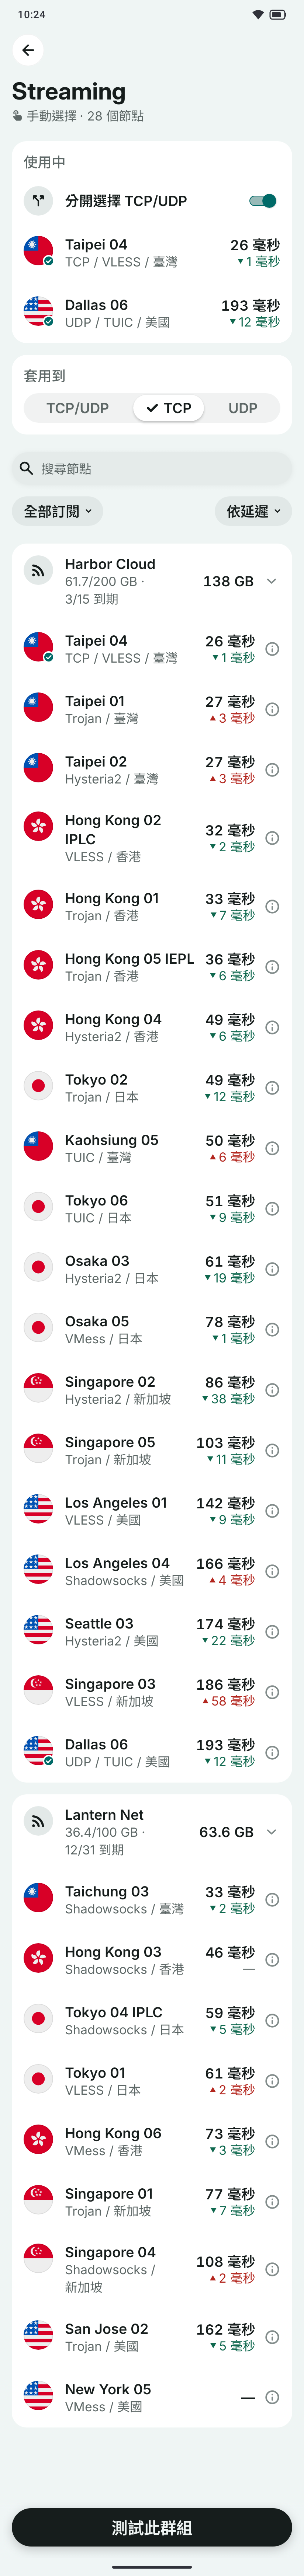 10:24
Streaming
手動選擇 · 28 個節點
使用中
分開選擇 TCP/UDP
Taipei 04
26 毫秒
TCP / VLESS / 臺灣
▼1 毫秒
Dallas 06
193 毫秒
UDP / TUIC / 美國
▼12 毫秒
套用到
TCP/UDP
TCP
UDP
搜尋節點
全部訂閱
依延遲
Harbor Cloud
61.7/200 GB ·
3/15 到期
138 GB
Taipei 04
26 毫秒
TCP / VLESS / 臺灣
▼1 毫秒
Taipei 01
27 毫秒
Trojan / 臺灣
▲3 毫秒
Taipei 02
27 毫秒
Hysteria2 / 臺灣
▲3 毫秒
Hong Kong 02
IPLC
32 毫秒
VLESS / 香港
▼2 毫秒
Hong Kong 01
33 毫秒
Trojan / 香港
▼7 毫秒
Hong Kong 05 IEPL
36 毫秒
Trojan / 香港
▼6 毫秒
Hong Kong 04
49 毫秒
Hysteria2 / 香港
▼6 毫秒
Tokyo 02
49 毫秒
Trojan / 日本
▼12 毫秒
Kaohsiung 05
50 毫秒
TUIC / 臺灣
▲6 毫秒
Tokyo 06
51 毫秒
TUIC / 日本
▼9 毫秒
Osaka 03
61 毫秒
Hysteria2 / 日本
▼19 毫秒
Osaka 05
78 毫秒
VMess / 日本
▼1 毫秒
Singapore 02
86 毫秒
Hysteria2 / 新加坡
▼38 毫秒
Singapore 05
103 毫秒
Trojan / 新加坡
▼11 毫秒
Los Angeles 01
142 毫秒
VLESS / 美國
▼9 毫秒
Los Angeles 04
166 毫秒
Shadowsocks / 美國
▲4 毫秒
Seattle 03
174 毫秒
Hysteria2 / 美國
▼22 毫秒
Singapore 03
186 毫秒
VLESS / 新加坡
▲58 毫秒
Dallas 06
193 毫秒
UDP / TUIC / 美國
▼12 毫秒
Lantern Net
36.4/100 GB ·
12/31 到期
63.6 GB
Taichung 03
33 毫秒
Shadowsocks / 臺灣
▼2 毫秒
Hong Kong 03
46 毫秒
Shadowsocks / 香港
—
Tokyo 04 IPLC
59 毫秒
Shadowsocks / 日本
▼5 毫秒
Tokyo 01
61 毫秒
VLESS / 日本
▲2 毫秒
Hong Kong 06
73 毫秒
VMess / 香港
▼3 毫秒
Singapore 01
77 毫秒
Trojan / 新加坡
▼7 毫秒
Singapore 04
108 毫秒
Shadowsocks /
新加坡
▲2 毫秒
San Jose 02
162 毫秒
Trojan / 美國
▼5 毫秒
New York 05
—
VMess / 美國
測試此群組